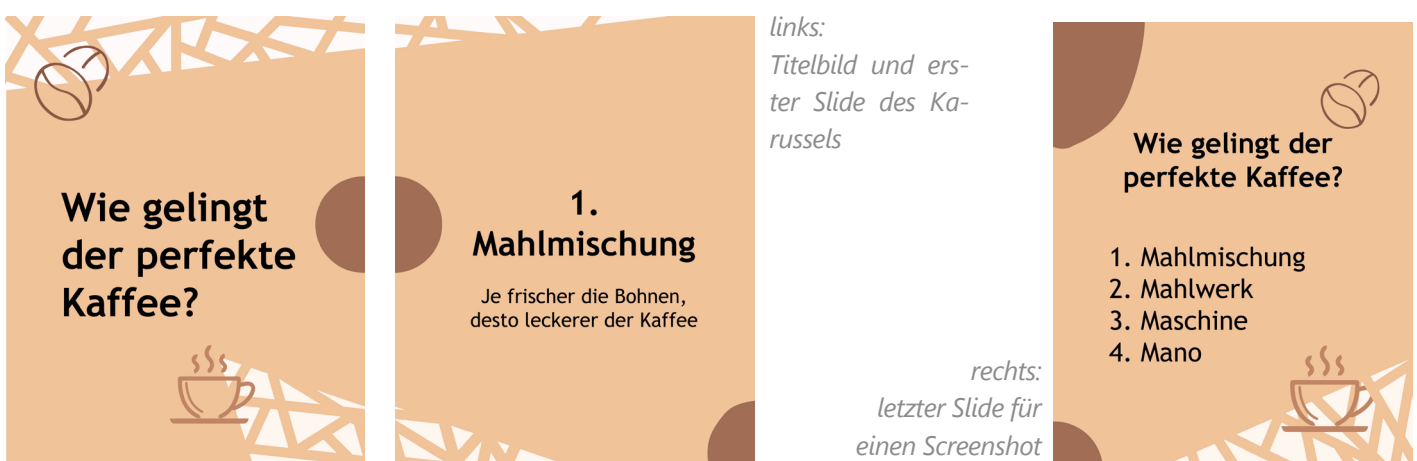 Wie gelingt
der perfekte
Kaffee?
1.
Mahlmischung
Je frischer die Bohnen,
desto leckerer der Kaffee
links:
Titelbild und ers-
ter Slide des Ka-
russels
rechts:
letzter Slide für
einen Screenshot
Wie gelingt der
perfekte Kaffee?
1. Mahlmischung
2. Mahlwerk
3. Maschine
4. Mano